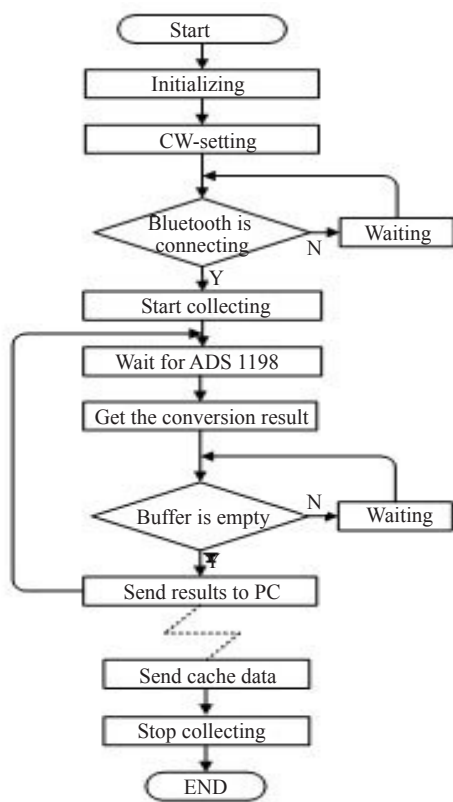 Start
Initializing
CW-setting
Bluetooth is
connecting
N
Waiting
Y
Start collecting
Wait for ADS 1198
Get the conversion result
Buffer is empty
N
Waiting
Y
Send results to PC
Send cache data
Stop collecting
END